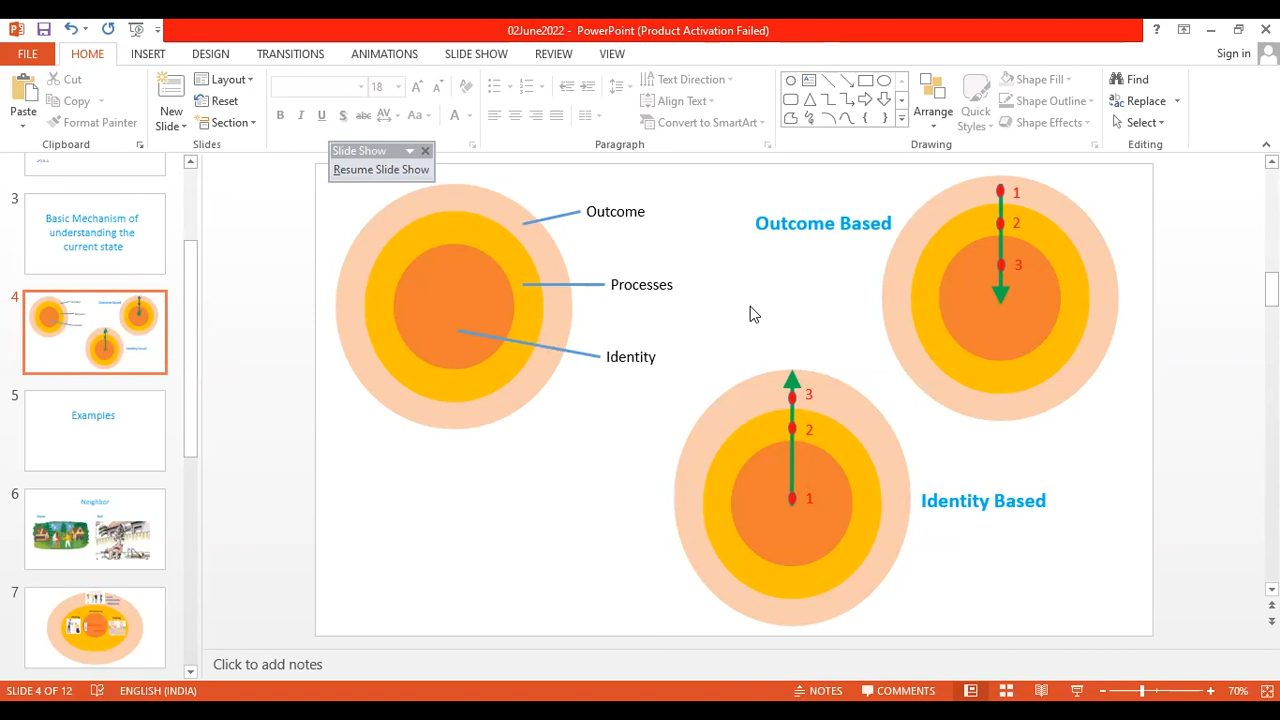 02June2022 - PowerPoint (Product Activation Failed)
FILE HOME INSERT DESIGN TRANSITIONS ANIMATIONS SLIDE SHOW REVIEW VIEW Sign in
Paste
Cut
Copy
Format Painter
Clipboard
New Slide
Layout
Reset
Section
Slides
18
Paragraph
Text Direction
Align Text
Convert to SmartArt
Arrange
Quick Styles
Shape Fill
Shape Outline
Shape Effects
Drawing
Find
Replace
Select
Editing
Slide Show
Resume Slide Show
3
Basic Mechanism of
understanding the
current state
4
5
Examples
6
Neighbor
7
Outcome
Processes
Identity
Outcome Based
1
2
3
3
2
1
Identity Based
Click to add notes
SLIDE 4 OF 12 ENGLISH (INDIA) NOTES COMMENTS 70%